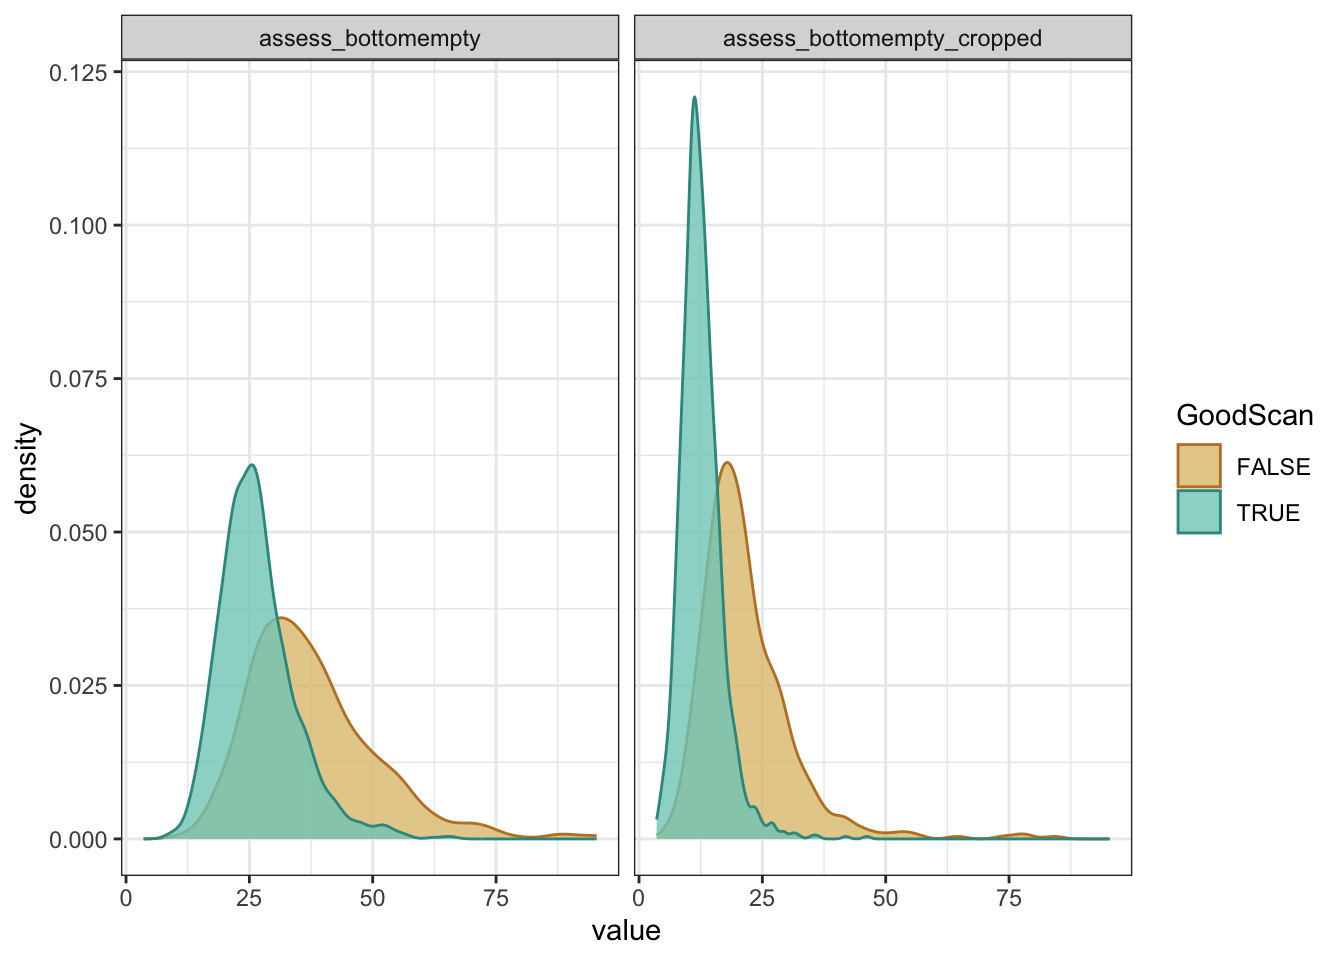 assess_bottomempty
assess_bottomempty_cropped
0.125
0.100
0.075
0.050
0.025
0.000
density
0 25 50 75
0 25 50 75
value
GoodScan
FALSE
TRUE